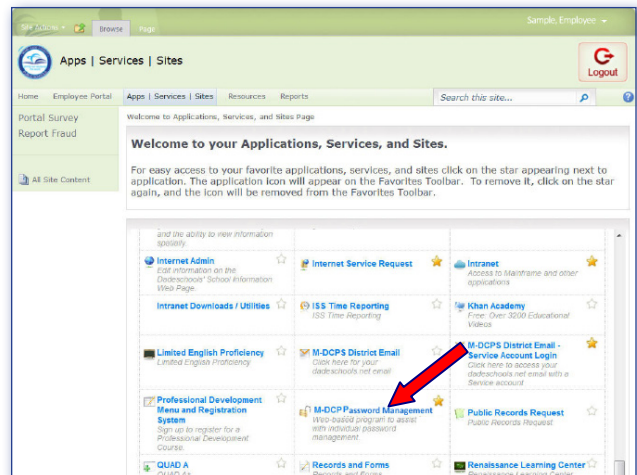 Site Actions
Browse
Page
Sample, Employee
Apps | Services | Sites
Logout
Home
Employee Portal
Apps | Services | Sites
Resources
Reports
Search this site...
Portal Survey
Report Fraud
All Site Content
Welcome to Applications, Services, and Sites Page
Welcome to your Applications, Services, and Sites.
For easy access to your favorite applications, services, and sites click on the star appearing next to
application. The application icon will appear on the Favorites Toolbar. To remove it, click on the star
again, and the icon will be removed from the Favorites Toolbar.
and the ability to view information
Internet Admin
Edit information on the
Dadeschools' School Information
Web Page.
Internet Service Request
Intranet
Access to Mainframe and other
applications
Intranet Downloads / Utilities
ISS Time Reporting
ISS Time Reporting
Khan Academy
Free: Over 3200 Educational
Videos
Limited English Proficiency
Limited English Proficiency
M-DCPS District Email
Click here for your
dadeschools.net email
M-DCPS District Email -
Service Account Login
Click here to access your
dadeschools.net email with a
Service account
Professional Development
Menu and Registration
System
Sign up to register for a
Professional Development
Course.
M-DCP Password Management
Web-based program to assist
with individual password
management.
Public Records Request
Public Records Request
QUAD A
QUAD A
Records and Forms
Records and Forms
Renaissance Learning Center
Renaissance Learning Center